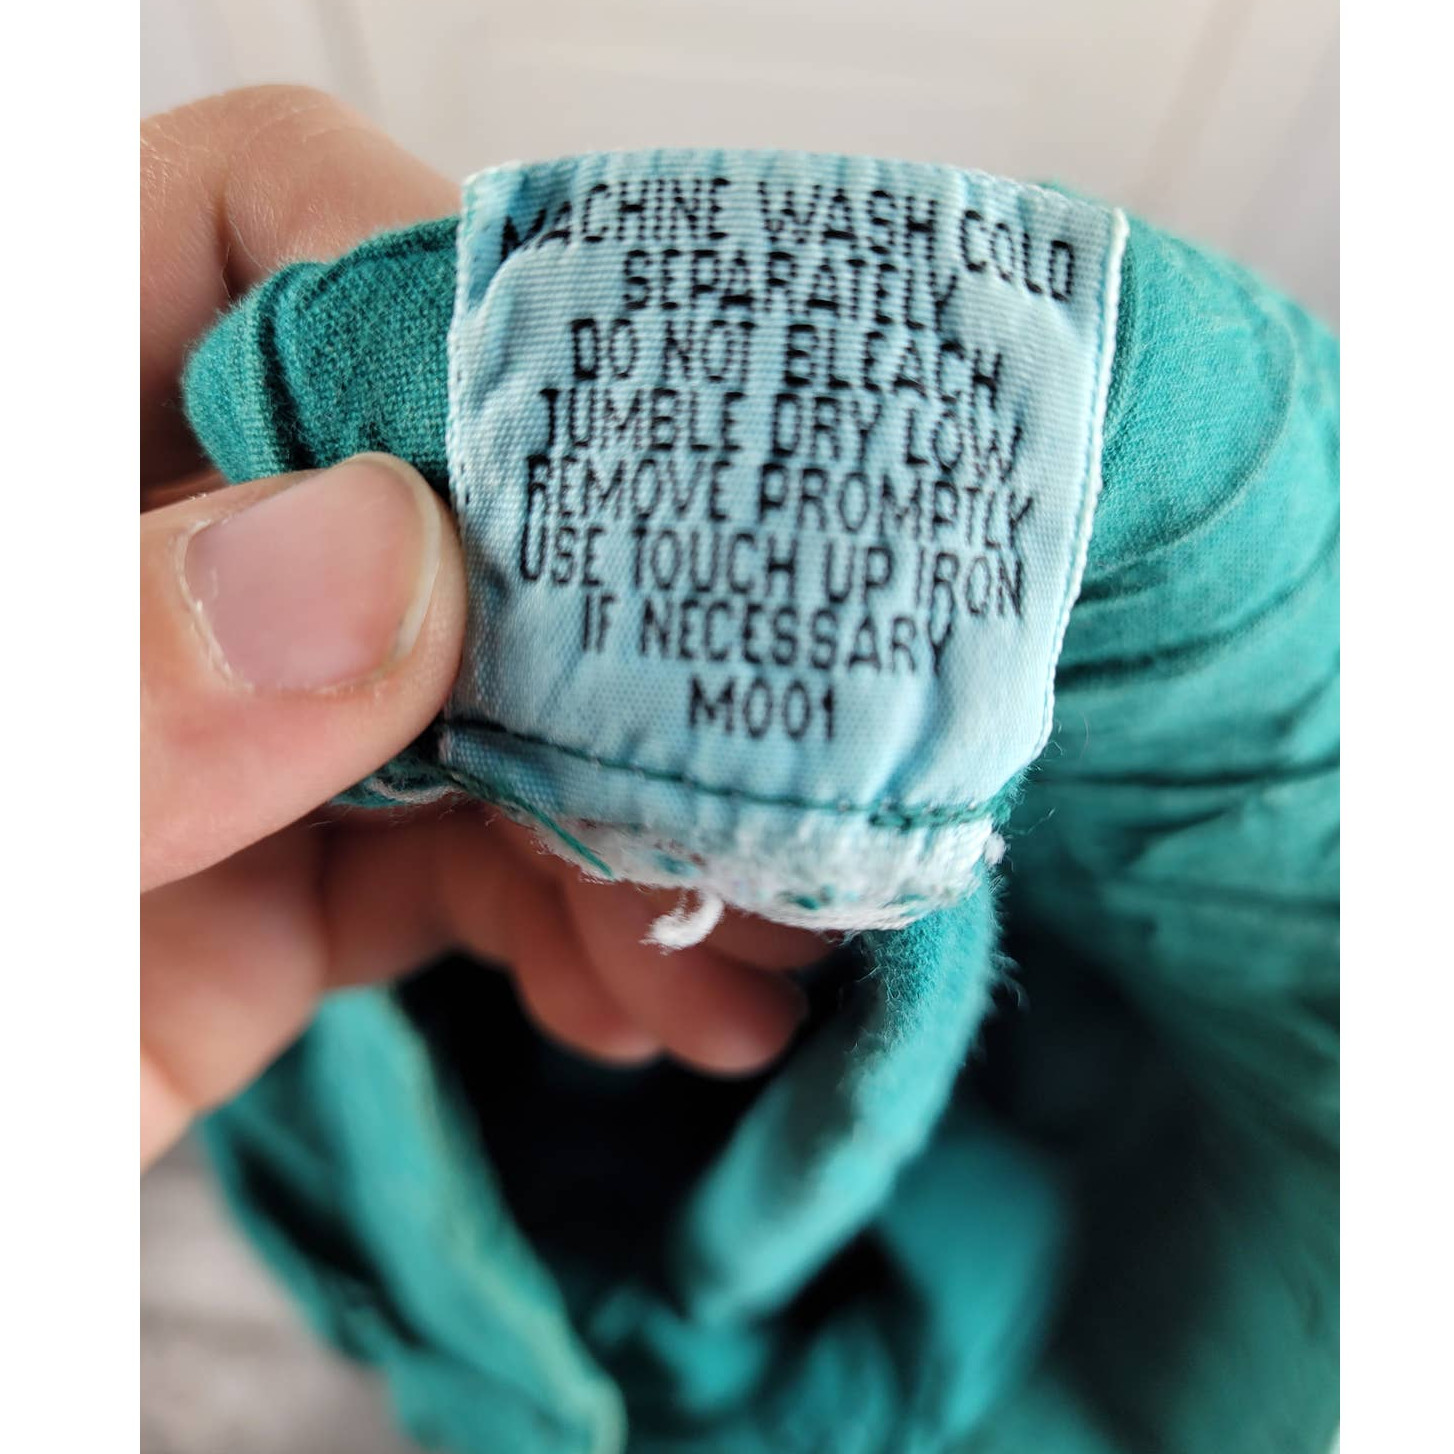 MACHINE WASH COLD
SEPARATELY
DO NOT BLEACH
TUMBLE DRY LOW
REMOVE PROMPTLY
USE TOUCH UP IRON
IF NECESSARY
M001